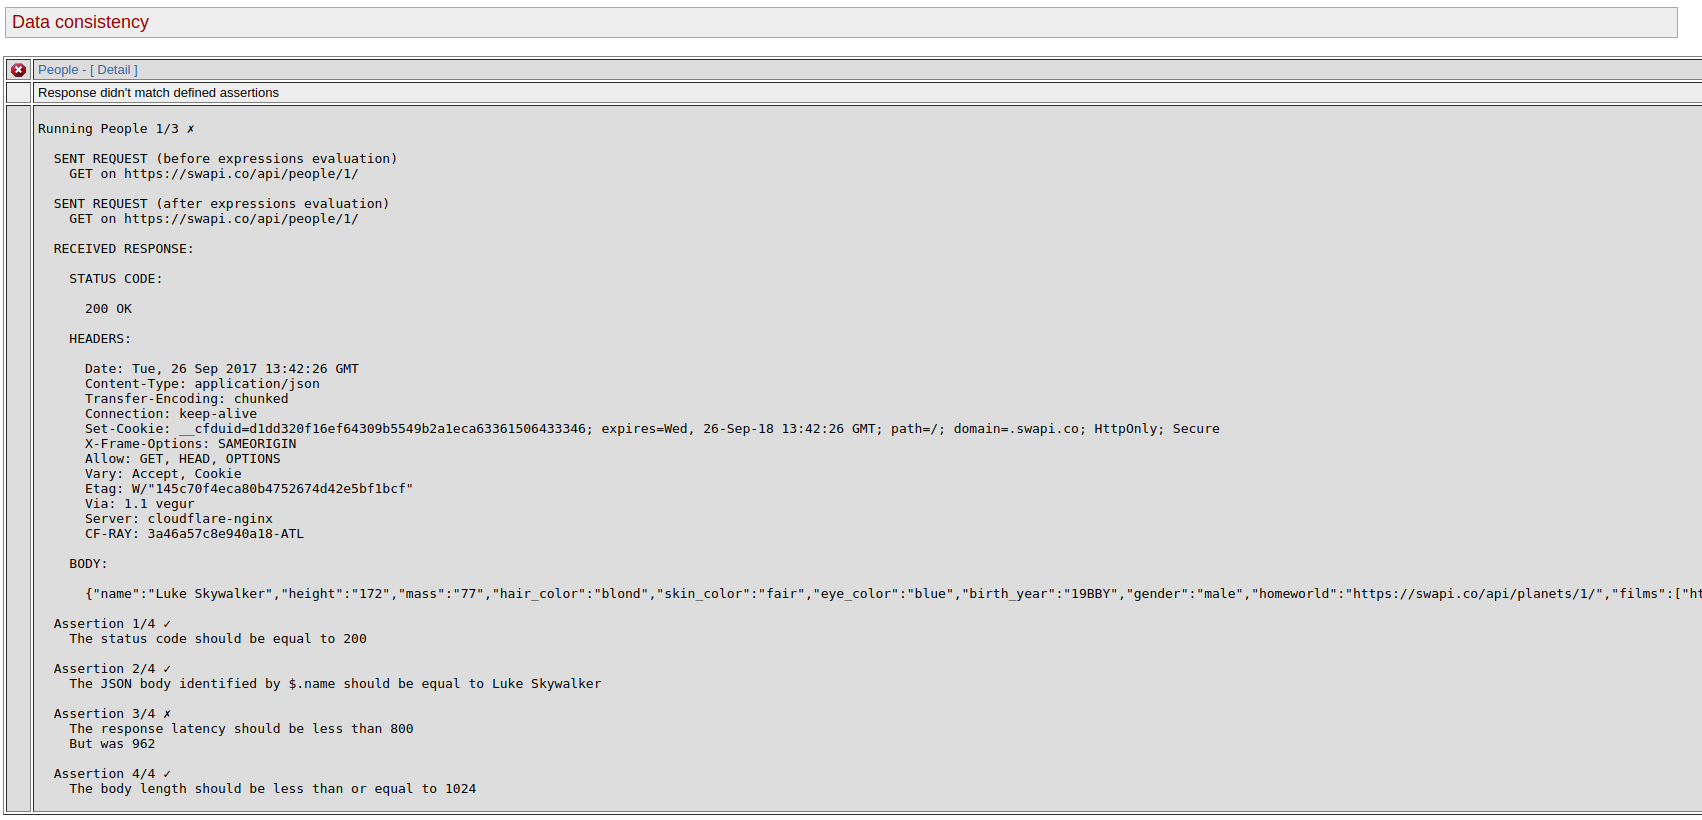 Data consistency
People - [ Detail ]
Response didn't match defined assertions
Running People 1/3 ✗
SENT REQUEST (before expressions evaluation)
GET on https://swapi.co/api/people/1/
SENT REQUEST (after expressions evaluation)
GET on https://swapi.co/api/people/1/
RECEIVED RESPONSE:
STATUS CODE:
200 OK
HEADERS:
Date: Tue, 26 Sep 2017 13:42:26 GMT
Content-Type: application/json
Transfer-Encoding: chunked
Connection: keep-alive
Set-Cookie: __cfduid=d1dd320f16ef64309b5549b2a1eca63361506433346; expires=Wed, 26-Sep-18 13:42:26 GMT; path=/; domain=.swapi.co; HttpOnly; Secure
X-Frame-Options: SAMEORIGIN
Allow: GET, HEAD, OPTIONS
Vary: Accept, Cookie
Etag: W/"145c70f4eca80b4752674d42e5bf1bcf"
Via: 1.1 vegur
Server: cloudflare-nginx
CF-RAY: 3a46a57c8e940a18-ATL
BODY:
{"name":"Luke Skywalker","height":"172","mass":"77","hair_color":"blond","skin_color":"fair","eye_color":"blue","birth_year":"19BBY","gender":"male","homeworld":"https://swapi.co/api/planets/1/","films":["ht
Assertion 1/4 ✓
The status code should be equal to 200
Assertion 2/4 ✓
The JSON body identified by $.name should be equal to Luke Skywalker
Assertion 3/4 ✗
The response latency should be less than 800
But was 962
Assertion 4/4 ✓
The body length should be less than or equal to 1024